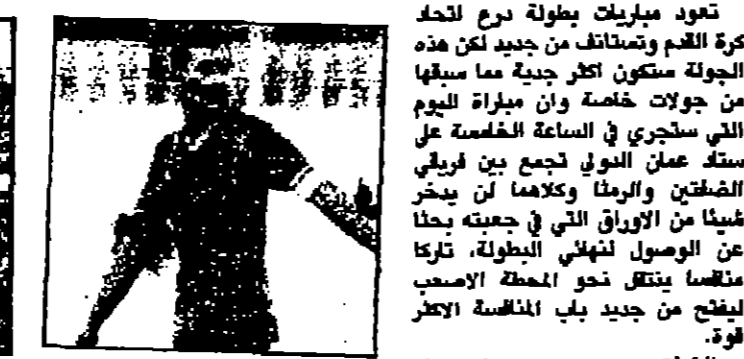 تعود مباريات بطولة درع اتحاد
كرة القدم وتستانف من جديد لكن هذه
الجولة ستكون اكثر جدية مما سبقها
من جولات خاصة وان مباراة اليوم
التي ستجري في الساعة الخامسة على
ستاد عمان الدولي تجمع بين فريقي
والرمثا وكلاهما لن يدخر
شيئا من الاوراق التي في جعبته بحثا
عن الوصول لنهائي البطولة، تاركا
منافسا ينتقل نحو المحطة الاصعب
ليفتح من جديد باب المنافسة الاكثر
قوة.